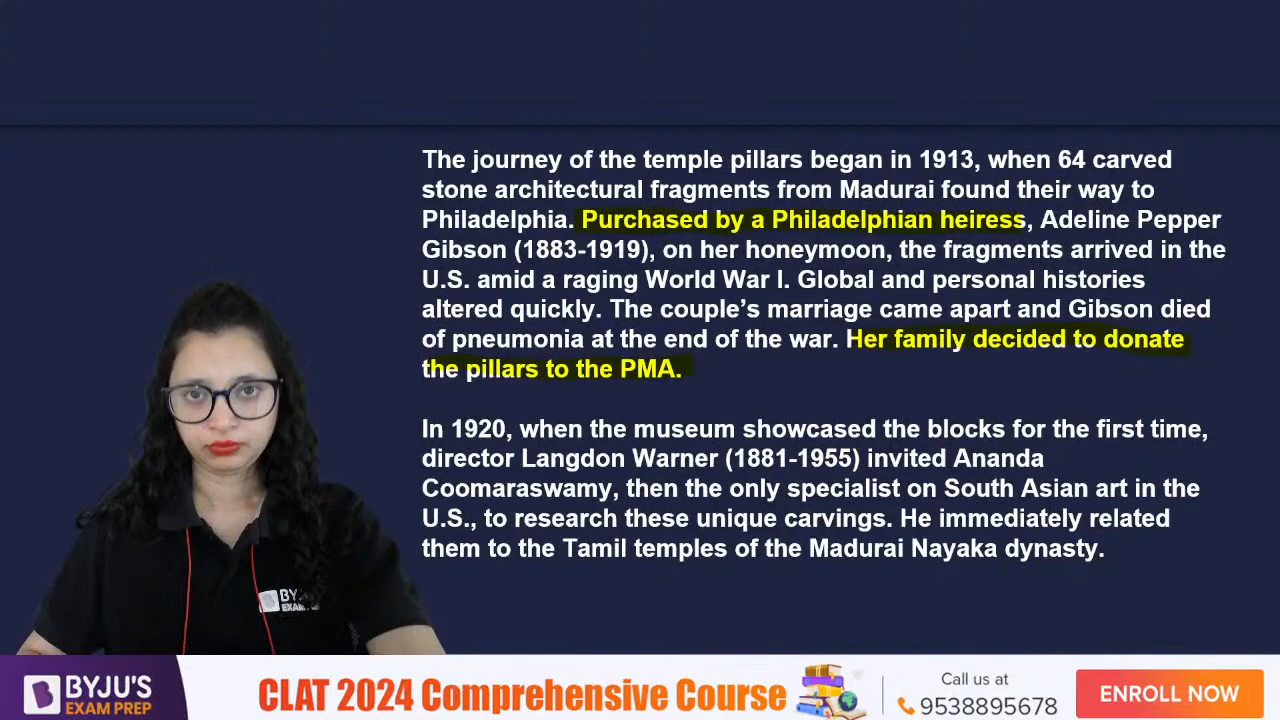 The journey of the temple pillars began in 1913, when 64 carved
stone architectural fragments from Madurai found their way to
Philadelphia. Purchased by a Philadelphian heiress, Adeline Pepper
Gibson (1883-1919), on her honeymoon, the fragments arrived in the
U.S. amid a raging World War I. Global and personal histories
altered quickly. The couple’s marriage came apart and Gibson died
of pneumonia at the end of the war. Her family decided to donate
the pillars to the PMA.
In 1920, when the museum showcased the blocks for the first time,
director Langdon Warner (1881-1955) invited Ananda
Coomaraswamy, then the only specialist on South Asian art in the
U.S., to research these unique carvings. He immediately related
them to the Tamil temples of the Madurai Nayaka dynasty.
BYJU'S
EXAM PREP
CLAT 2024 Comprehensive Course
Call us at
9538895678
ENROLL NOW